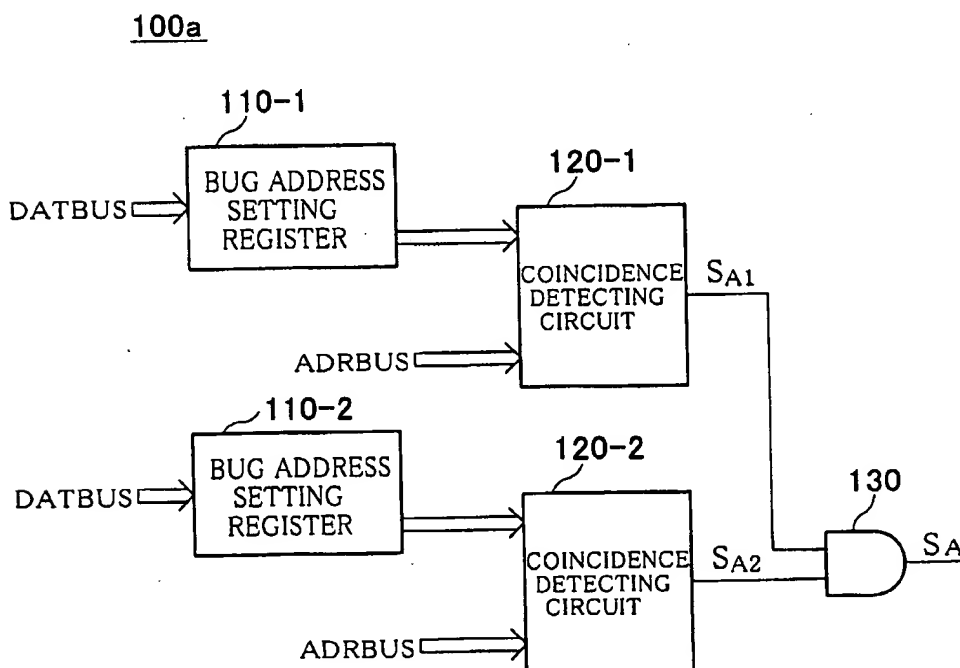 100a
110-1
BUG ADDRESS
SETTING
REGISTER
DATBUS
120-1
COINCIDENCE
DETECTING
CIRCUIT
SA1
ADRBUS
110-2
BUG ADDRESS
SETTING
REGISTER
DATBUS
120-2
COINCIDENCE
DETECTING
CIRCUIT
SA2
130
SA
ADRBUS